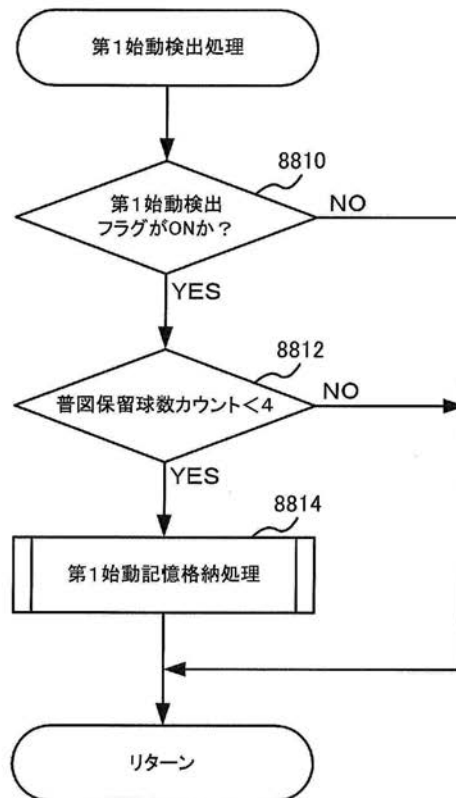 第1始動検出処理
8810
第1始動検出
フラグがONか？
NO
YES
8812
普図保留球数カウント＜4
NO
YES
8814
第1始動記憶格納処理
リターン